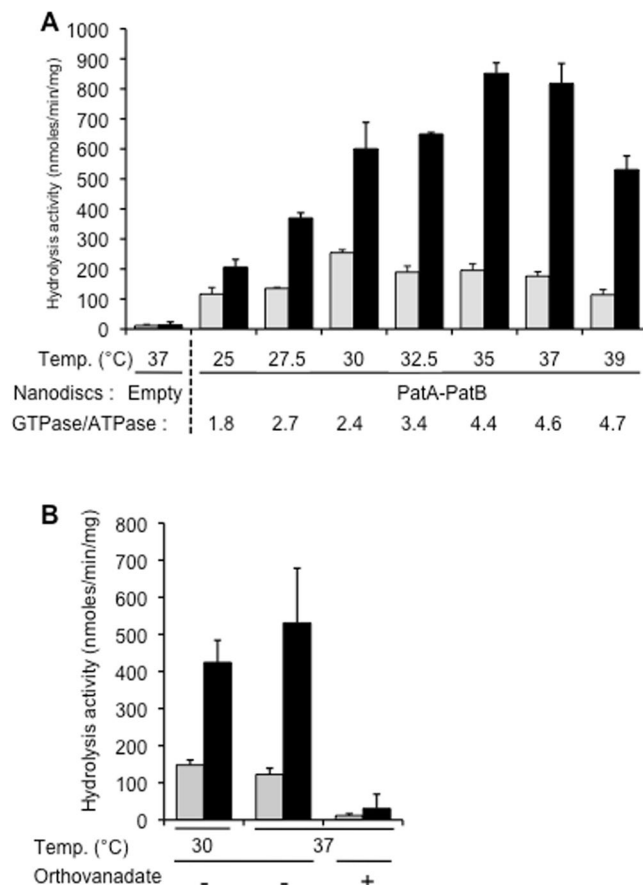 A
Hydrolysis activity (nmoles/min/mg)
1000
900
800
700
600
500
400
300
200
100
0
Temp. (°C) 37 25 27.5 30 32.5 35 37 39
Nanodiscs : Empty PatA-PatB
GTPase/ATPase : 1.8 2.7 2.4 3.4 4.4 4.6 4.7
B
Hydrolysis activity (nmoles/min/mg)
800
700
600
500
400
300
200
100
0
Temp. (°C) 30 37
Orthovanadate - - +